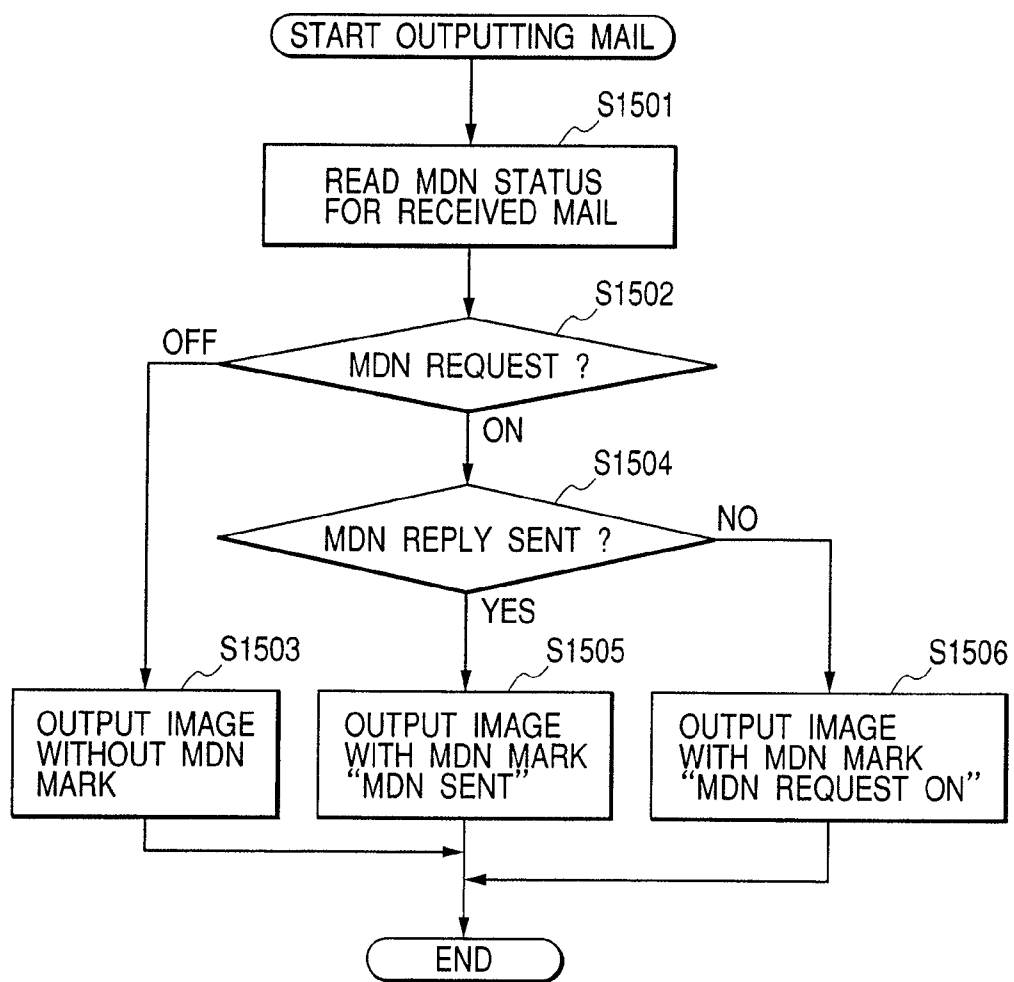 START OUTPUTTING MAIL
S1501
READ MDN STATUS
FOR RECEIVED MAIL
S1502
OFF
MDN REQUEST ?
ON
S1504
MDN REPLY SENT ?
NO
YES
S1503
OUTPUT IMAGE
WITHOUT MDN
MARK
S1505
OUTPUT IMAGE
WITH MDN MARK
“MDN SENT”
S1506
OUTPUT IMAGE
WITH MDN MARK
“MDN REQUEST ON”
END